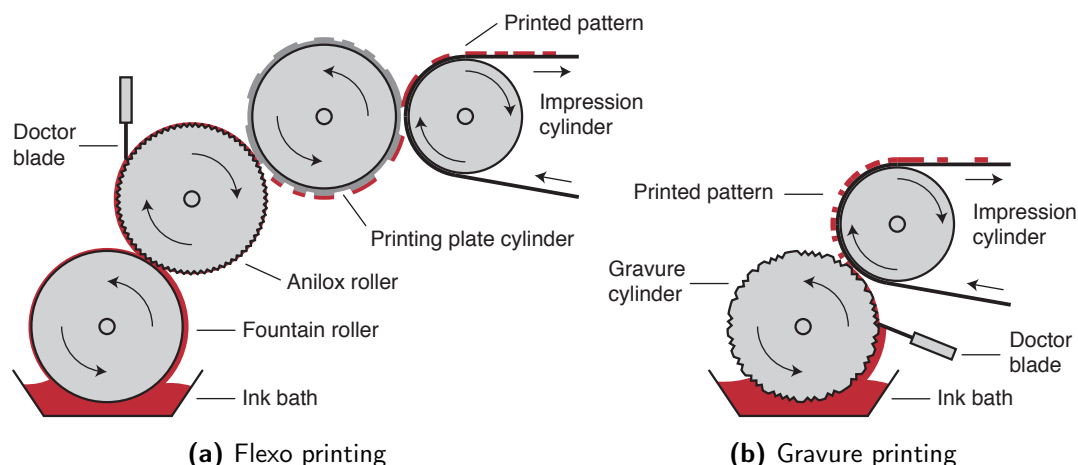 Printed pattern
Doctor
blade
Impression
cylinder
Printing plate cylinder
Anilox roller
Fountain roller
Ink bath
(a) Flexo printing
Printed pattern
Impression
cylinder
Gravure
cylinder
Doctor
blade
Ink bath
(b) Gravure printing